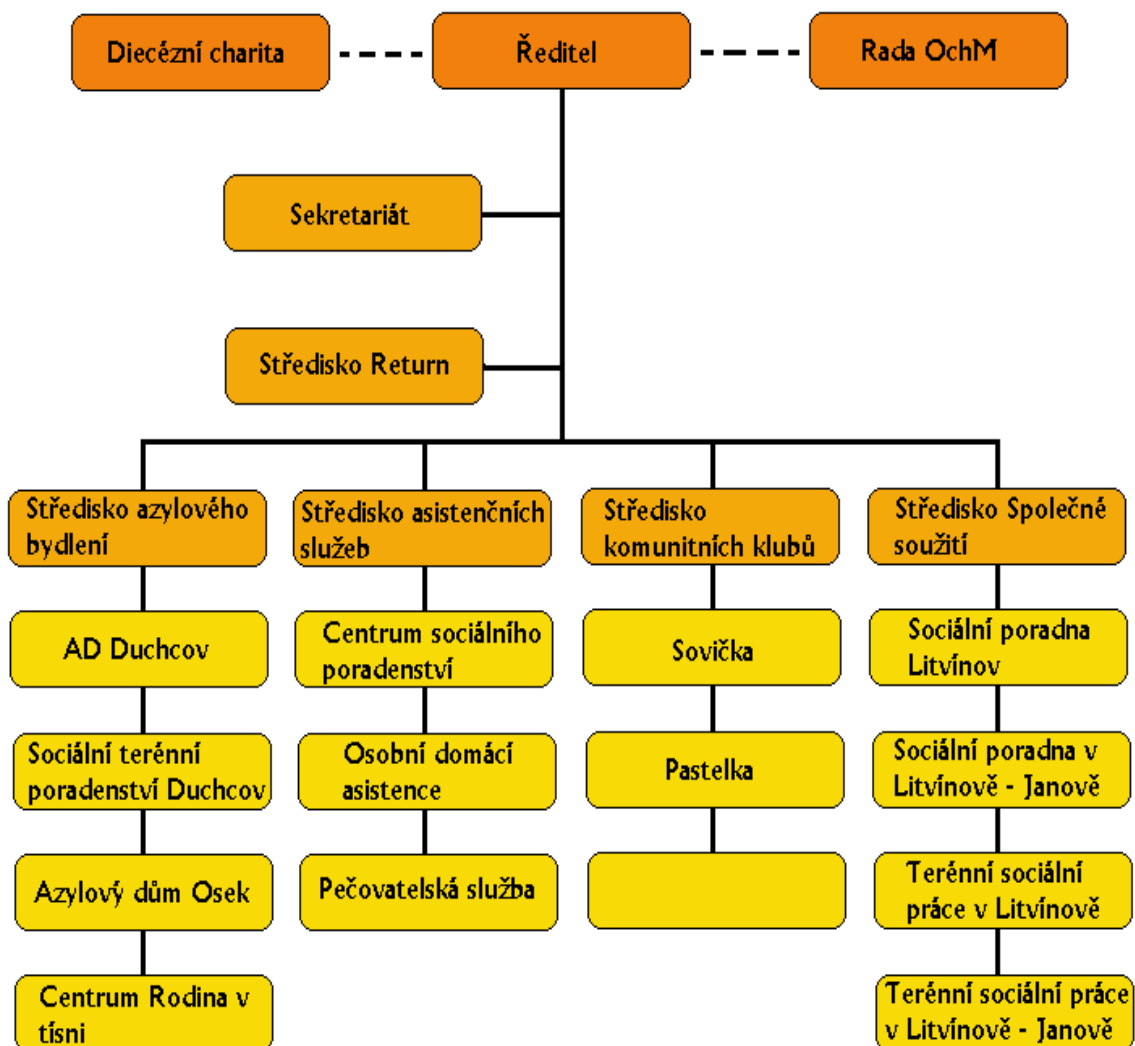 Diecézní charita
Ředitel
Rada OchM
Sekretariát
Středisko Return
Středisko azylového
bydlení
Středisko asistenčních
služeb
Středisko
komunitních klubů
Středisko Společné
soužití
AD Duchcov
Centrum sociálního
poradenství
Sovička
Sociální poradna
Litvínov
Sociální terénní
poradenství Duchcov
Osobní domácí
asistence
Pastelka
Sociální poradna v
Litvínově - Janově
Azylový dům Osek
Pečovatelská služba
Terénní sociální
práce v Litvínově
Centrum Rodina v
tísni
Terénní sociální práce
v Litvínově - Janově